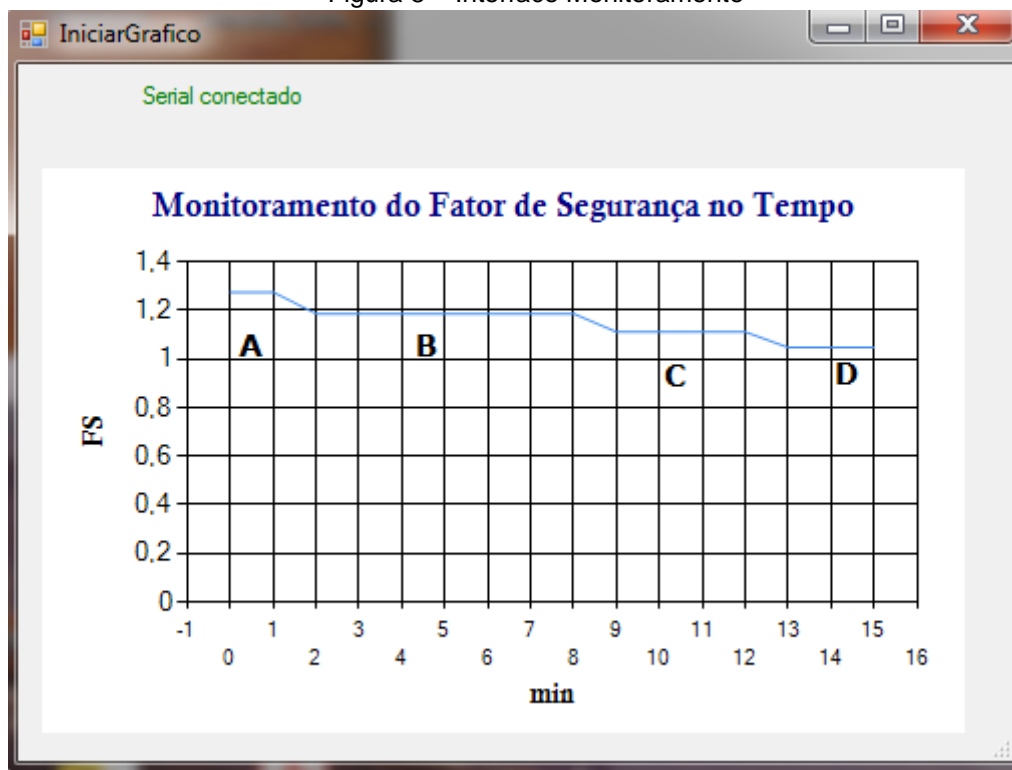 IniciarGrafico
Serial conectado
Monitoramento do Fator de Segurança no Tempo
1,4
1,2
A
B
1
C
D
0,8
FS
0,6
0,4
0,2
0
-1 1 3 5 7 9 11 13 15
0 2 4 6 8 10 12 14 16
min